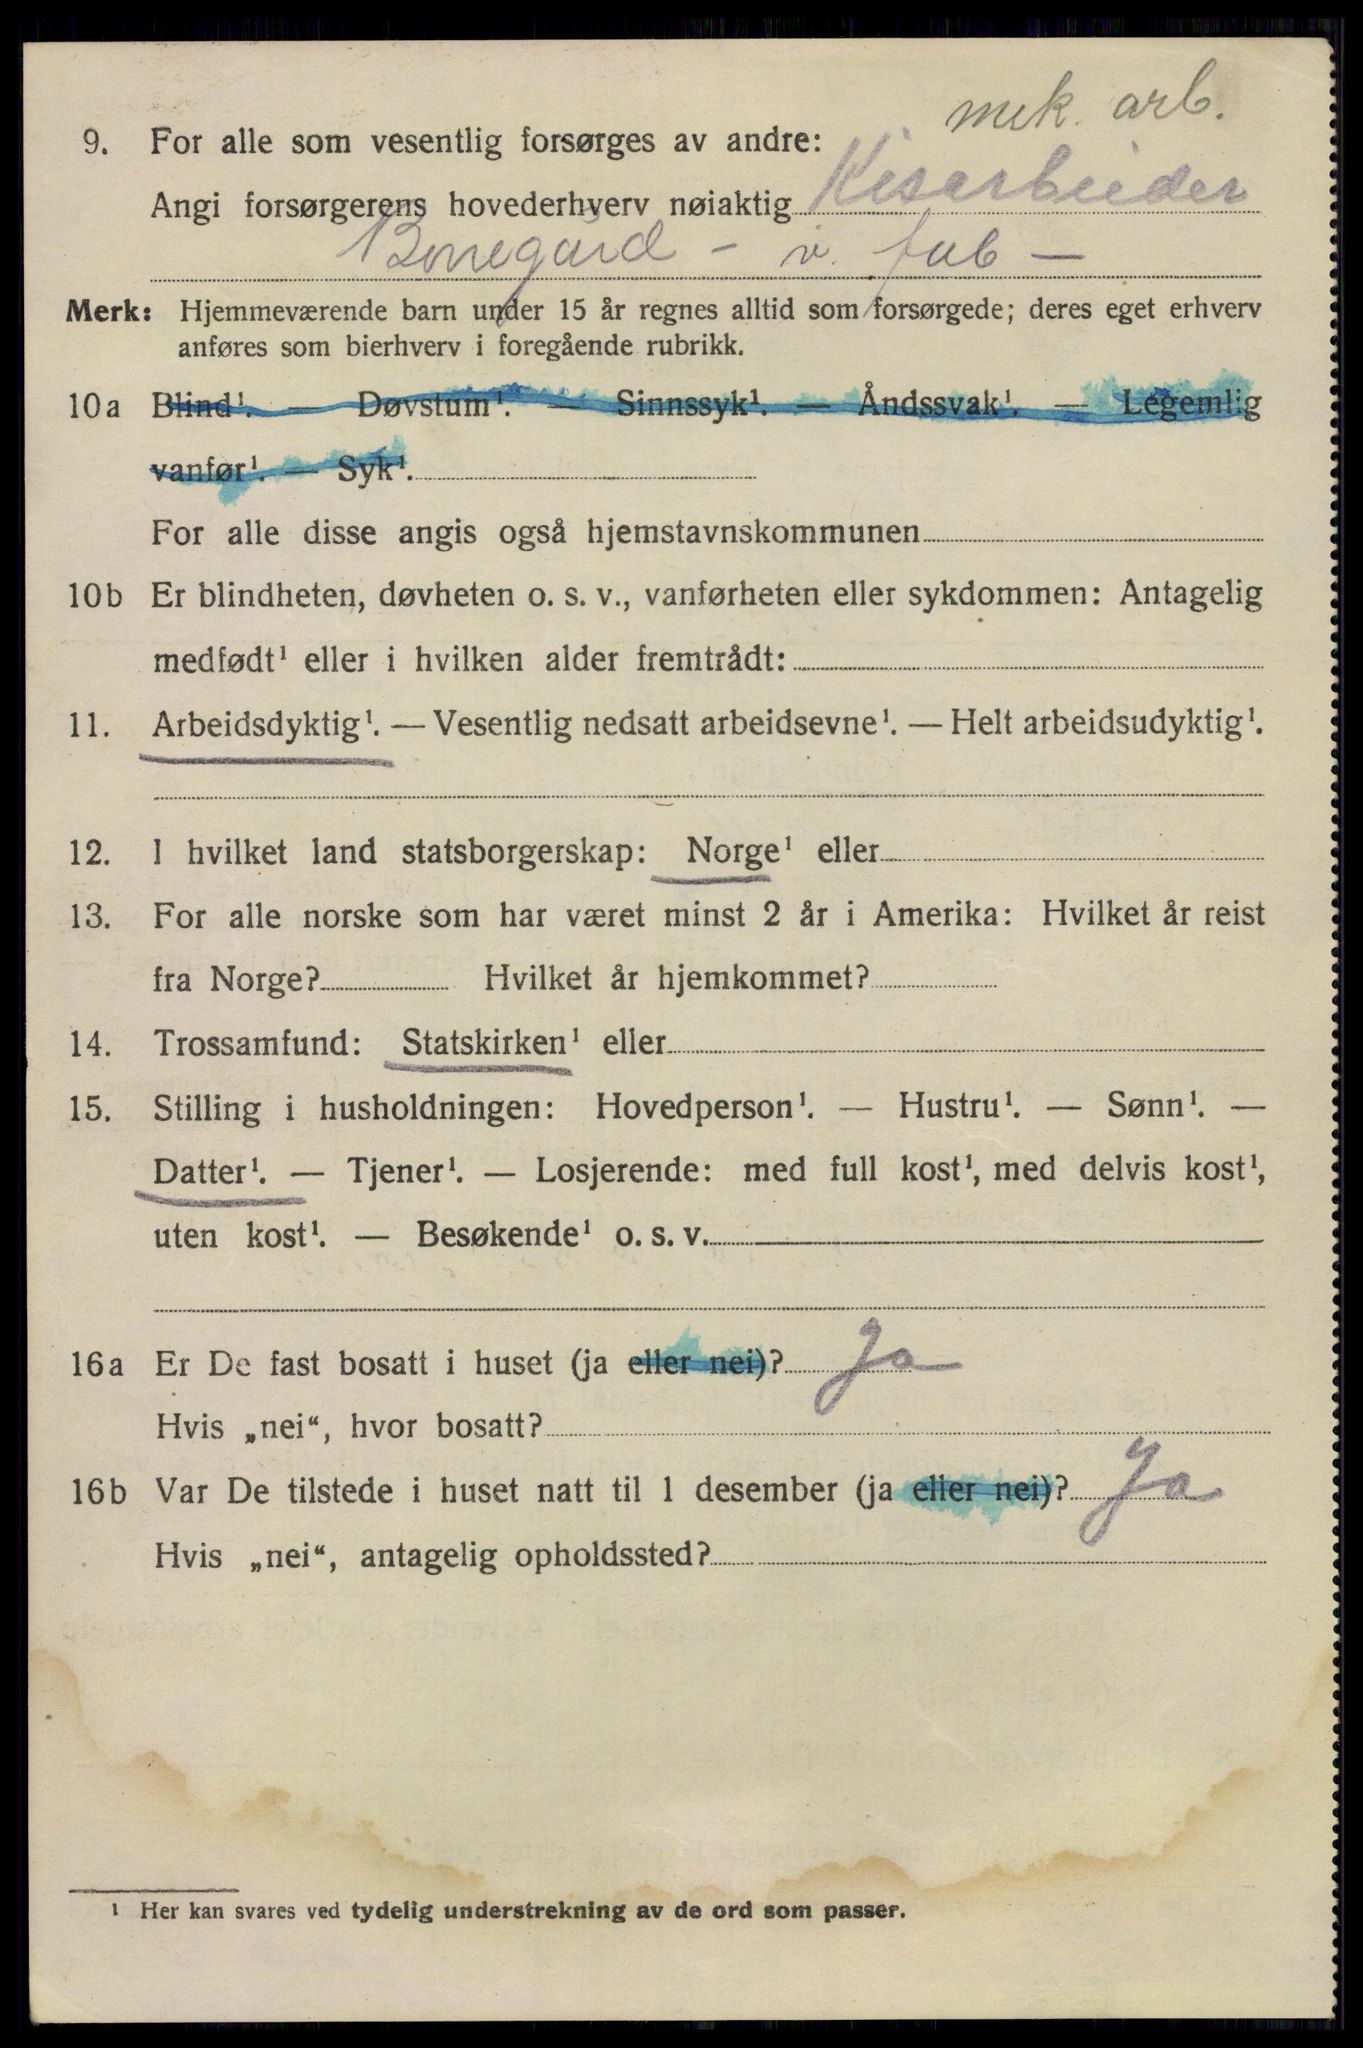 mek. arb.
9. For alle som vesentlig forsørges av andre:
Angi forsørgerens hovederhverv nøiaktig Kisarbeider
Borregård - v. fab -
Merk: Hjemmeværende barn under 15 år regnes alltid som forsørgede; deres eget erhverv
anføres som bierhverv i foregående rubrikk.
10a Blind¹. — Døvstum¹. — Sinnssyk¹. — Åndssvak¹. — Legemlig
vanfør¹. — Syk¹.
For alle disse angis også hjemstavnskommunen
10b Er blindheten, døvheten o. s. v., vanførheten eller sykdommen: Antagelig
medfødt¹ eller i hvilken alder fremtrådt:
11. Arbeidsdyktig¹. — Vesentlig nedsatt arbeidsevne¹. — Helt arbeidsudyktig¹.
12. I hvilket land statsborgerskap: Norge¹ eller
13. For alle norske som har været minst 2 år i Amerika: Hvilket år reist
fra Norge? Hvilket år hjemkommet?
14. Trossamfund: Statskirken¹ eller
15. Stilling i husholdningen: Hovedperson¹. — Hustru¹. — Sønn¹. —
Datter¹. — Tjener¹. — Losjerende: med full kost¹, med delvis kost¹,
uten kost¹. — Besøkende¹ o. s. v.
16a Er De fast bosatt i huset (ja eller nei)? Ja
Hvis „nei“, hvor bosatt?
16b Var De tilstede i huset natt til 1 desember (ja eller nei)? Ja
Hvis „nei“, antagelig opholdssted?
¹ Her kan svares ved tydelig understrekning av de ord som passer.